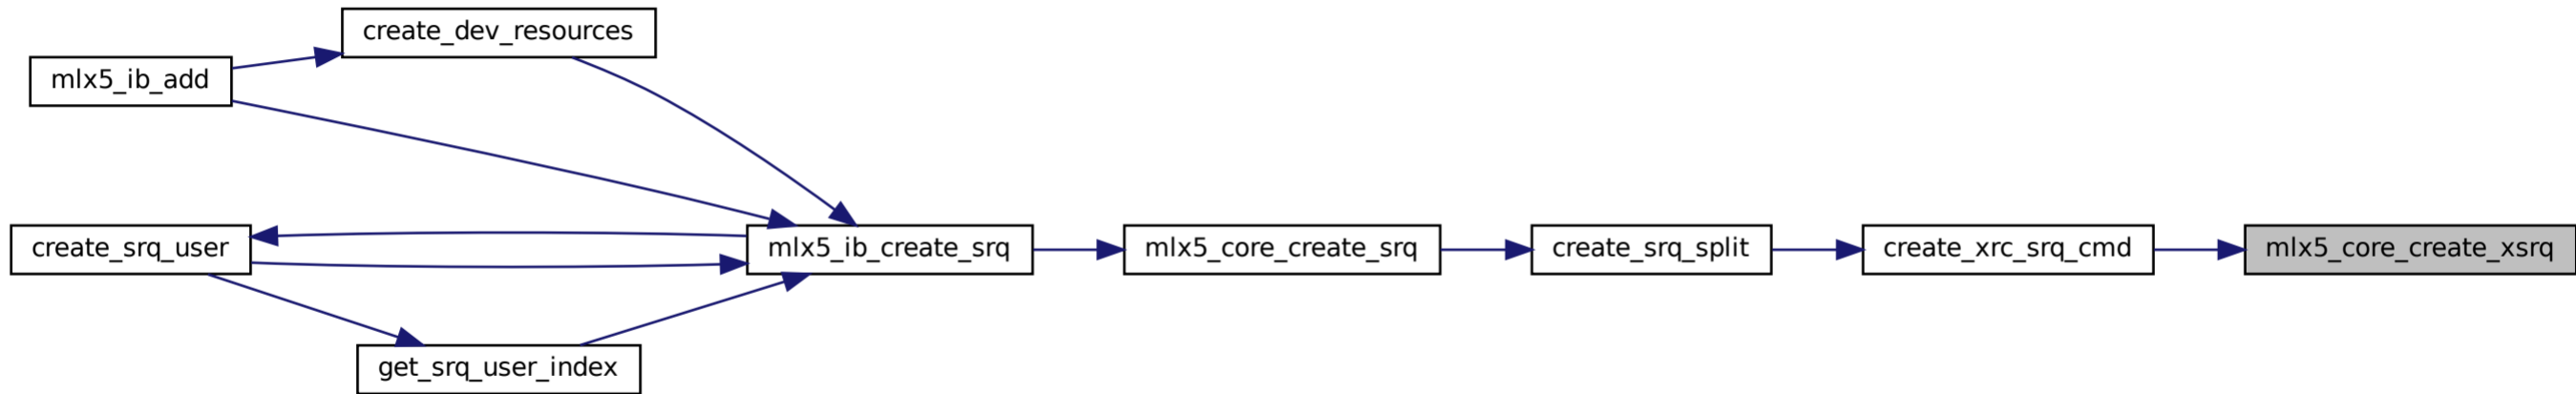 create_dev_resources
mlx5_ib_add
create_srq_user
mlx5_ib_create_srq
mlx5_core_create_srq
create_srq_split
create_xrc_srq_cmd
mlx5_core_create_xsrq
get_srq_user_index